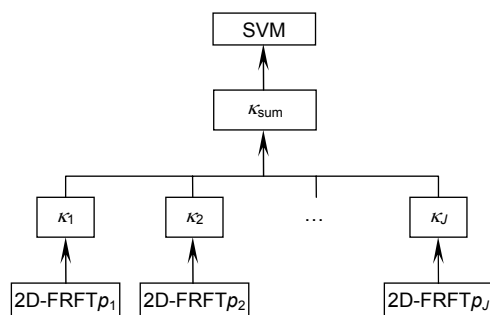 SVM
κsum
κ1 κ2 … κJ
2D-FRFTp1 2D-FRFTp2 2D-FRFTpJ